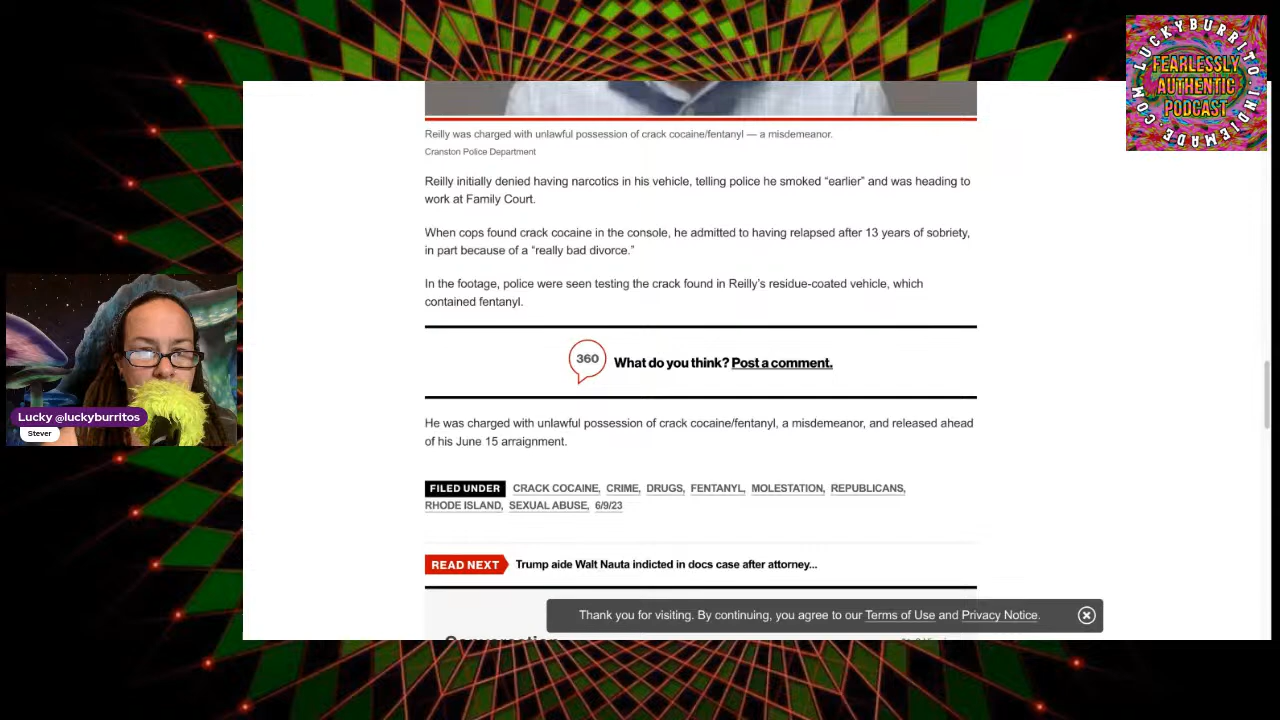 LUCKYBURRITO.INDIEMADE.COM
FEARLESSLY
AUTHENTIC
PODCAST
Reilly was charged with unlawful possession of crack cocaine/fentanyl — a misdemeanor.
Cranston Police Department
Reilly initially denied having narcotics in his vehicle, telling police he smoked “earlier” and was heading to
work at Family Court.
When cops found crack cocaine in the console, he admitted to having relapsed after 13 years of sobriety,
in part because of a “really bad divorce.”
In the footage, police were seen testing the crack found in Reilly’s residue-coated vehicle, which
contained fentanyl.
360 What do you think? Post a comment.
Lucky @luckyburritos
Stever
He was charged with unlawful possession of crack cocaine/fentanyl, a misdemeanor, and released ahead
of his June 15 arraignment.
FILED UNDER CRACK COCAINE, CRIME, DRUGS, FENTANYL, MOLESTATION, REPUBLICANS,
RHODE ISLAND, SEXUAL ABUSE, 6/9/23
READ NEXT Trump aide Walt Nauta indicted in docs case after attorney...
Thank you for visiting. By continuing, you agree to our Terms of Use and Privacy Notice.
Conversation